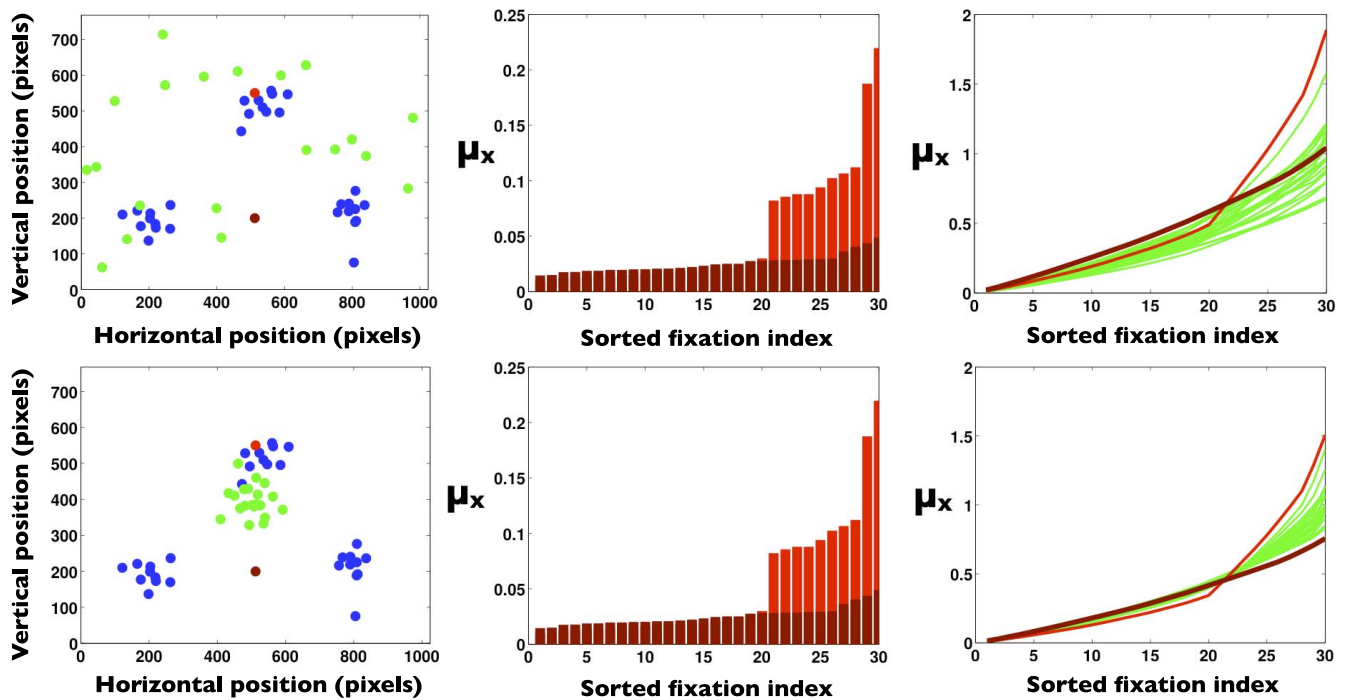 Vertical position (pixels)
700
600
500
400
300
200
100
0
0 200 400 600 800 1000
Horizontal position (pixels)
μx
0.25
0.2
0.15
0.1
0.05
0
0 5 10 15 20 25 30
Sorted fixation index
μx
2
1.5
1
0.5
0
0 5 10 15 20 25 30
Sorted fixation index
Vertical position (pixels)
700
600
500
400
300
200
100
0
0 200 400 600 800 1000
Horizontal position (pixels)
μx
0.25
0.2
0.15
0.1
0.05
0
0 5 10 15 20 25 30
Sorted fixation index
μx
2
1.5
1
0.5
0
0 5 10 15 20 25 30
Sorted fixation index